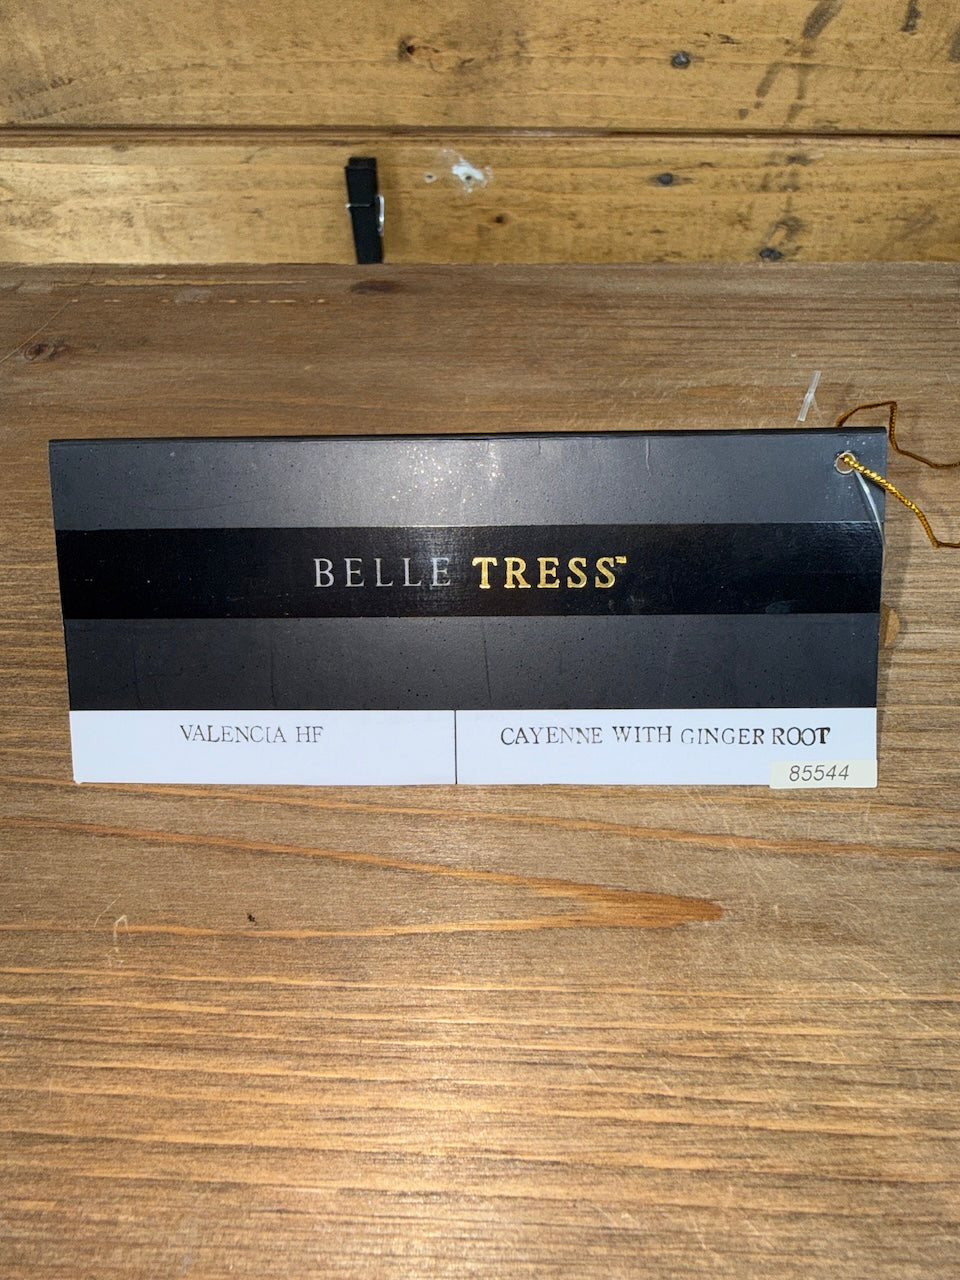 BELLE TRESS™
VALENCIA HF
CAYENNE WITH GINGER ROOT
85544